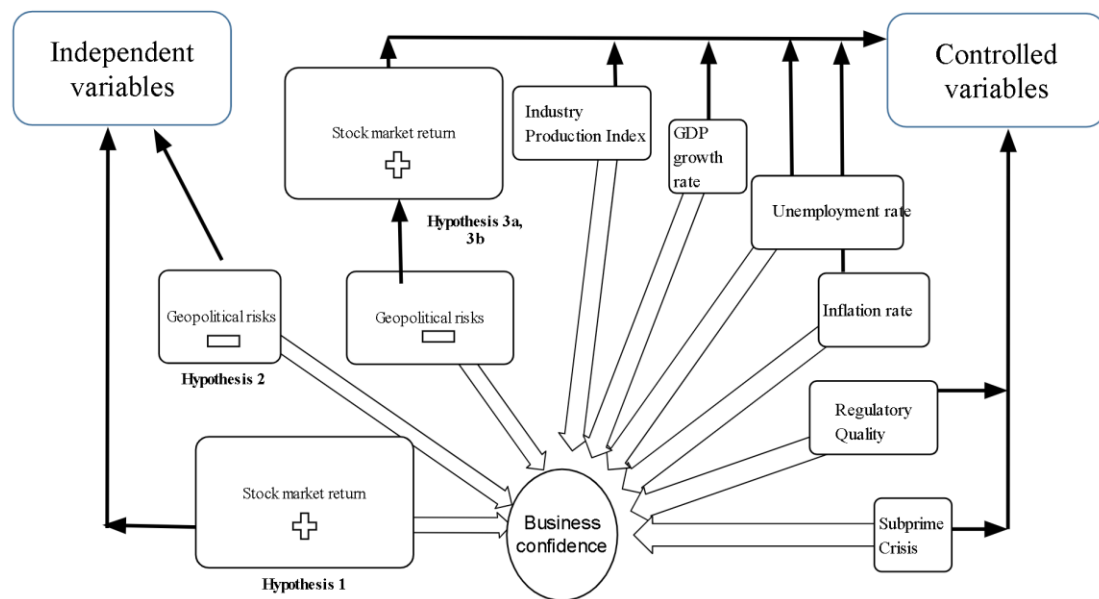 Independent
variables
Controlled
variables
Stock market return
Hypothesis 3a,
3b
Industry
Production Index
GDP
growth
rate
Unemployment rate
Geopolitical risks
Hypothesis 2
Geopolitical risks
Inflation rate
Regulatory
Quality
Stock market return
Hypothesis 1
Business
confidence
Subprime
Crisis